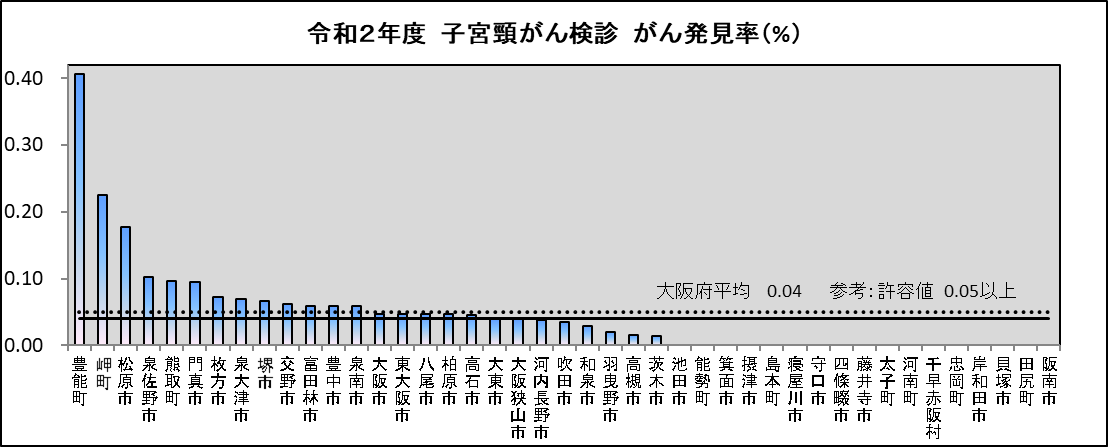 令和２年度 子宮頸がん検診 がん発見率(%)
0.40
0.30
0.20
0.10
0.00
大阪府平均 0.04 参考：許容値 0.05以上
豊能町
岬町
松原市
泉佐野市
熊取町
門真市
枚方市
泉大津市
堺市
交野市
富田林市
豊中市
泉南市
大阪市
東大阪市
八尾市
柏原市
高石市
大東市
大阪狭山市
河内長野市
吹田市
和泉市
羽曳野市
高槻市
茨木市
池田市
能勢町
箕面市
摂津市
島本町
寝屋川市
守口市
四條畷市
藤井寺市
太子町
河南町
千早赤阪村
忠岡町
岸和田市
貝塚市
田尻町
阪南市